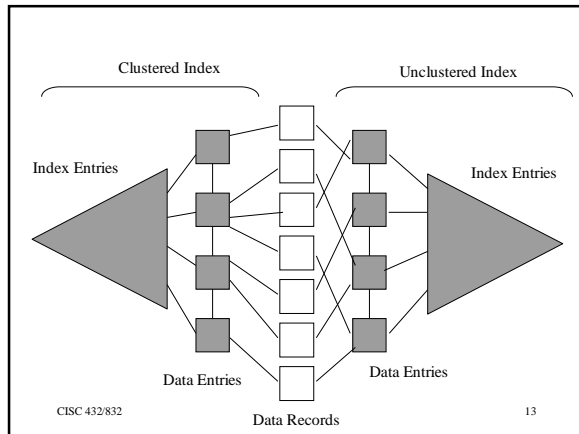 Clustered Index
Unclustered Index
Index Entries
Index Entries
Data Entries
Data Entries
CISC 432/832
Data Records
13